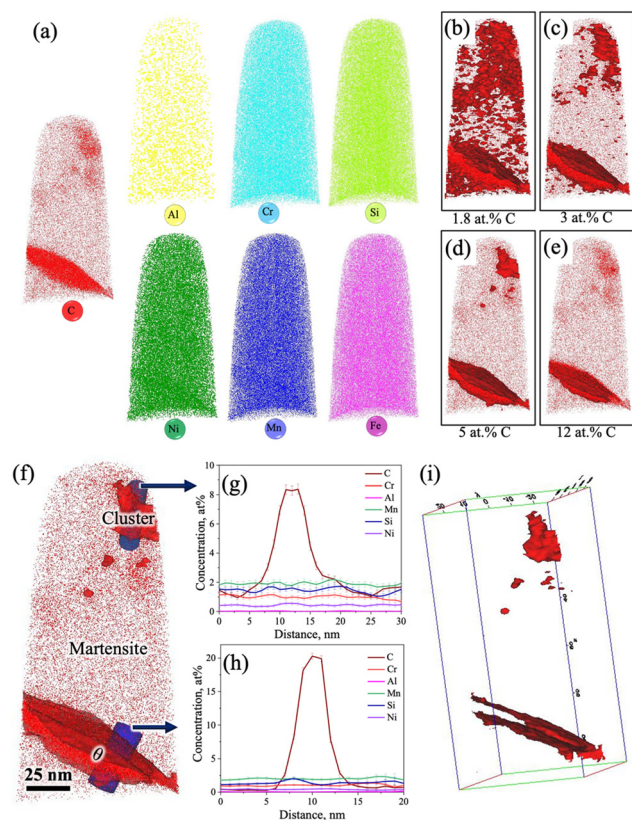 (a)
C
Al
Cr
Si
Ni
Mn
Fe
(b)
1.8 at.% C
(c)
3 at.% C
(d)
5 at.% C
(e)
12 at.% C
(f)
Cluster
Martensite
θ
25 nm
(g)
Concentration, at%
10
8
6
4
2
0
0 5 10 15 20 25 30
Distance, nm
C
Cr
Al
Mn
Si
Ni
(h)
Concentration, at%
20
15
10
5
0
0 5 10 15 20
Distance, nm
C
Cr
Al
Mn
Si
Ni
(i)